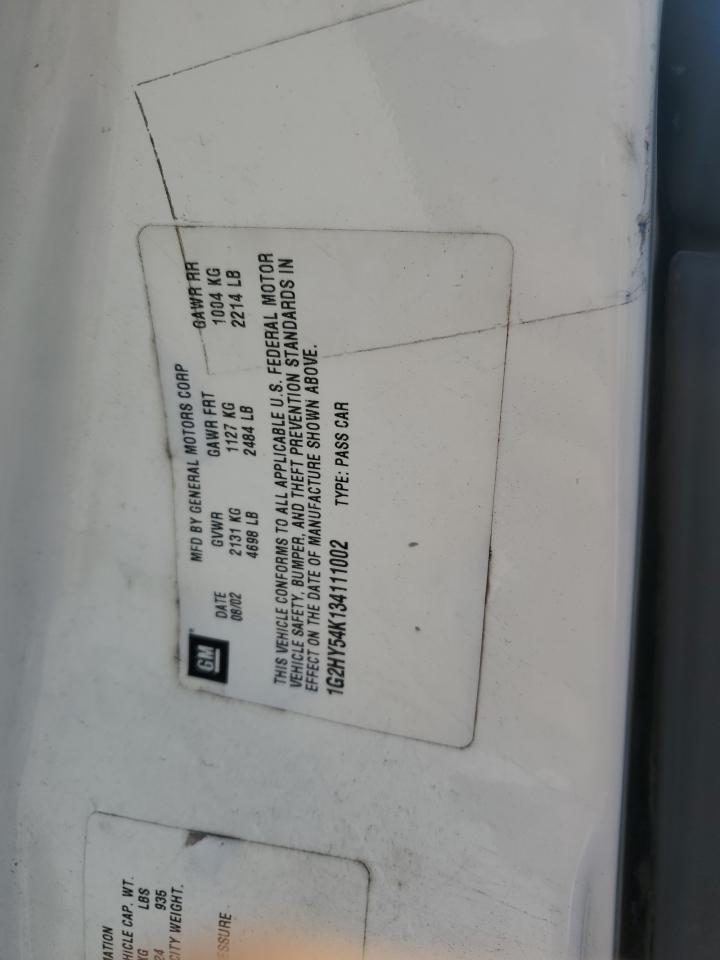 MFD BY GENERAL MOTORS CORP
DATE GVWR GAWR FRT GAWR RR
08/02 2131 KG 1127 KG 1004 KG
4698 LB 2484 LB 2214 LB
GM
THIS VEHICLE CONFORMS TO ALL APPLICABLE U.S. FEDERAL MOTOR
VEHICLE SAFETY, BUMPER, AND THEFT PREVENTION STANDARDS IN
EFFECT ON THE DATE OF MANUFACTURE SHOWN ABOVE.
1G2HY54K134111002 TYPE: PASS CAR
MATION
HICLE CAP. WT.
KG LBS
24 935
CITY WEIGHT.
ESSURE